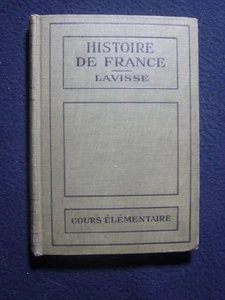 HISTOIRE
DE FRANCE
LAVISSE
COURS ÉLÉMENTAIRE